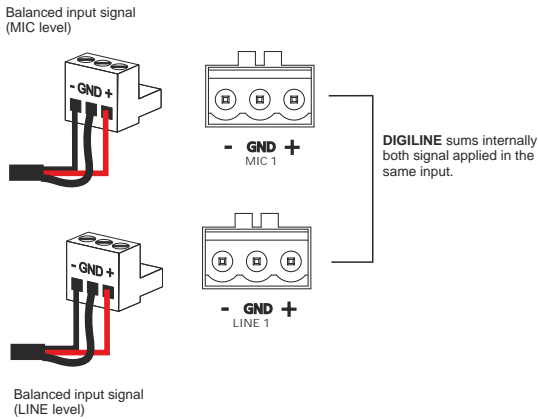 Balanced input signal
(MIC level)
- GND +
- GND +
MIC 1
DIGILINE sums internally
both signal applied in the
same input.
- GND +
- GND +
LINE 1
Balanced input signal
(LINE level)